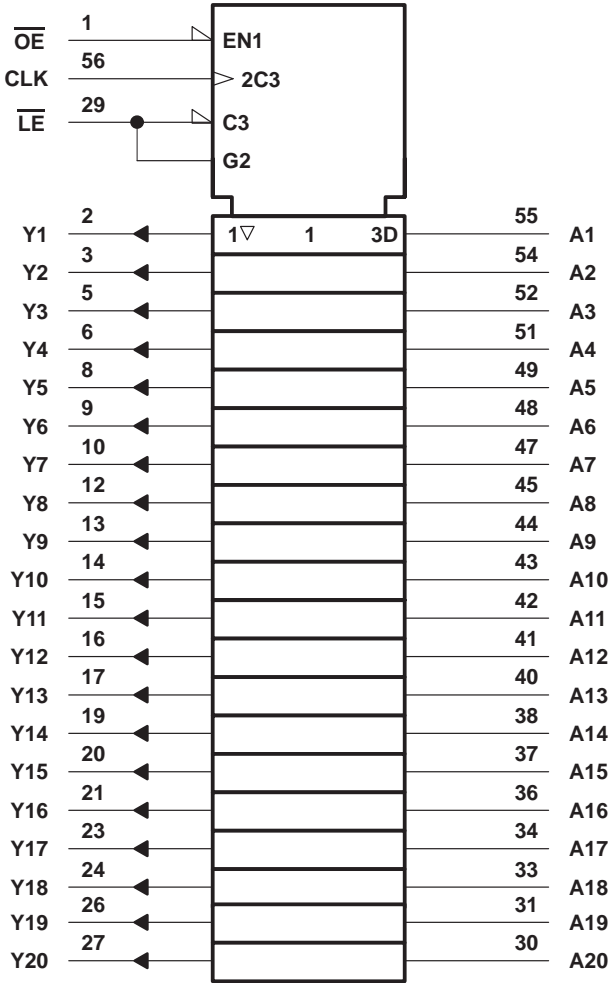 O̅E̅ 1 EN1
CLK 56 2C3
L̅E̅ 29 C3
G2
Y1 2 1▽ 1 3D 55 A1
Y2 3 54 A2
Y3 5 52 A3
Y4 6 51 A4
Y5 8 49 A5
Y6 9 48 A6
Y7 10 47 A7
Y8 12 45 A8
Y9 13 44 A9
Y10 14 43 A10
Y11 15 42 A11
Y12 16 41 A12
Y13 17 40 A13
Y14 19 38 A14
Y15 20 37 A15
Y16 21 36 A16
Y17 23 34 A17
Y18 24 33 A18
Y19 26 31 A19
Y20 27 30 A20